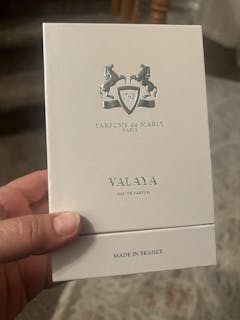 PARFUMS de MARLY
PARIS
VALAYA
EAU DE PARFUM
MADE IN FRANCE